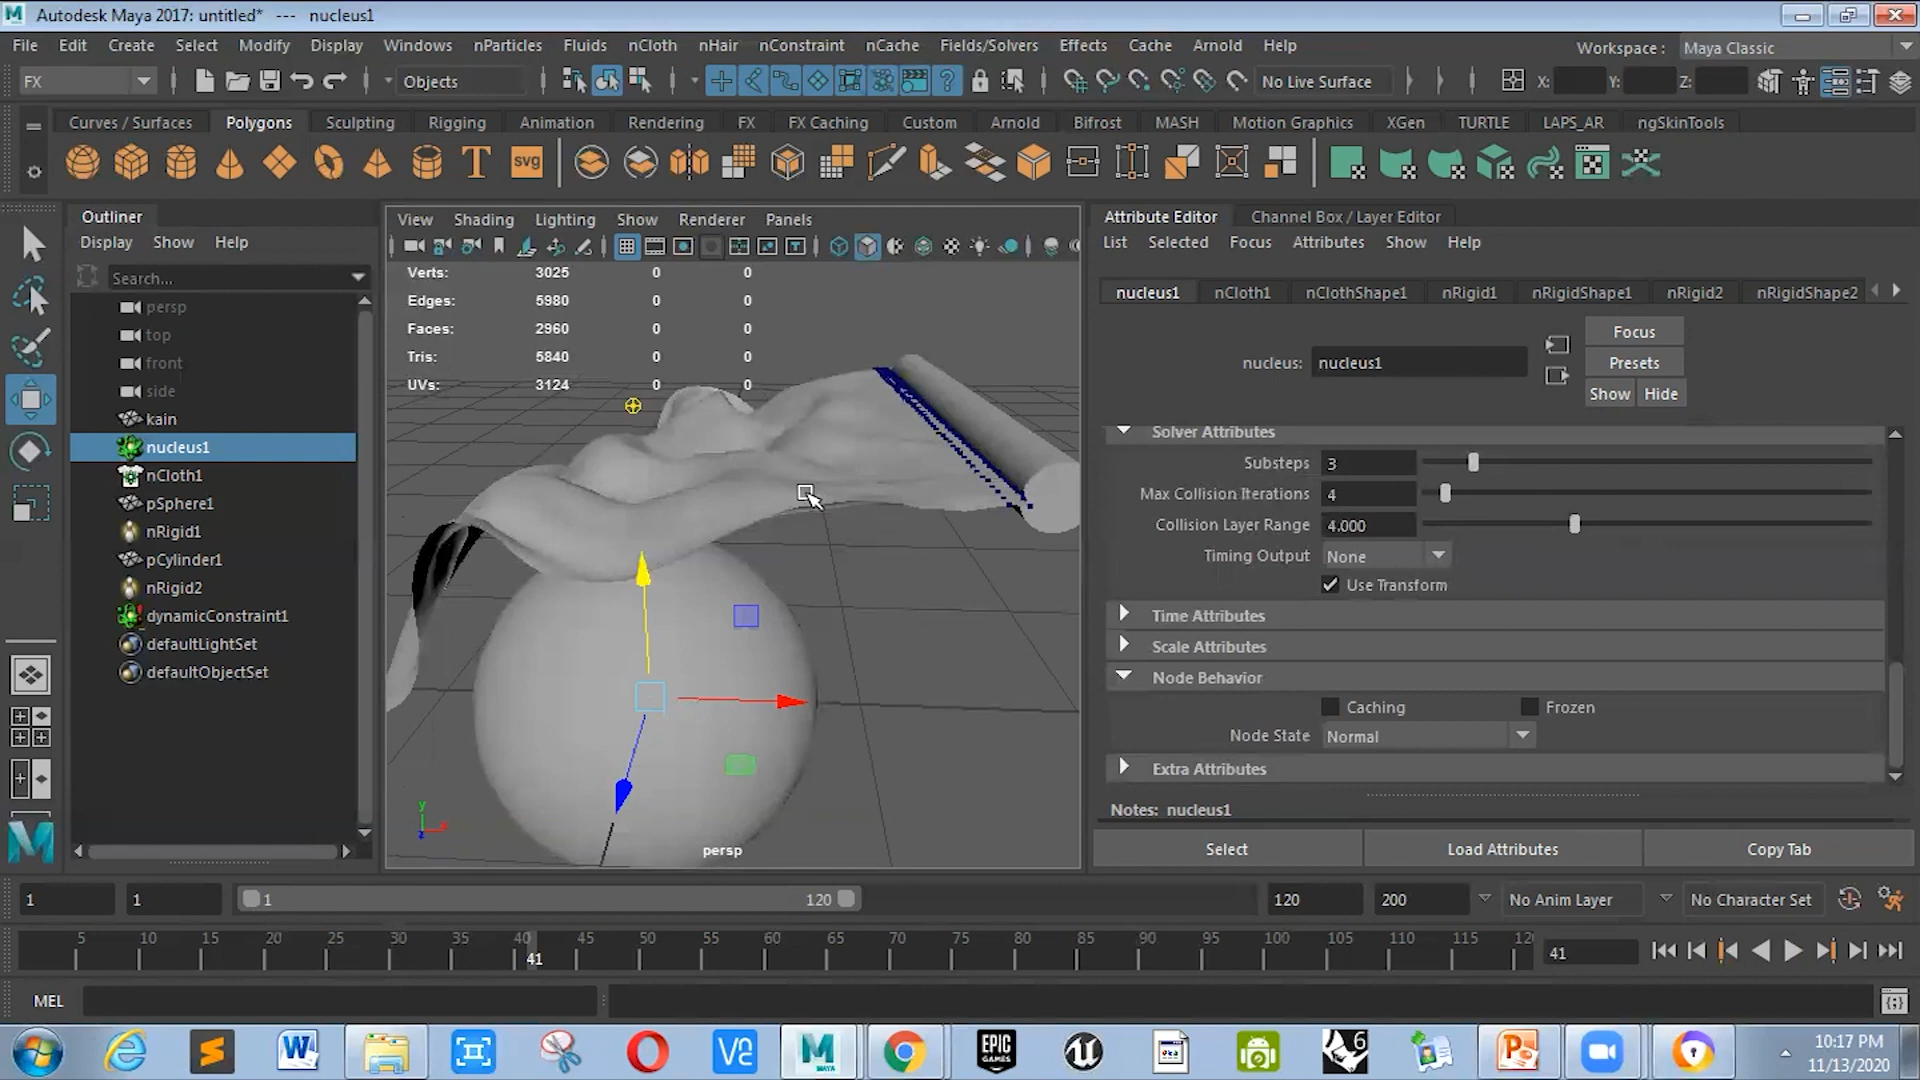 Autodesk Maya 2017: untitled* --- nucleus1
File Edit Create Select Modify Display Windows nParticles Fluids nCloth nHair nConstraint nCache Fields/Solvers Effects Cache Arnold Help
Workspace : Maya Classic
FX Objects No Live Surface X: Y: Z:
Curves / Surfaces Polygons Sculpting Rigging Animation Rendering FX FX Caching Custom Arnold Bifrost MASH Motion Graphics XGen TURTLE LAPS_AR ngSkinTools
T SVG
Outliner
Display Show Help
Search...
persp
top
front
side
kain
nucleus1
nCloth1
pSphere1
nRigid1
pCylinder1
nRigid2
dynamicConstraint1
defaultLightSet
defaultObjectSet
View Shading Lighting Show Renderer Panels
Verts: 3025 0 0
Edges: 5980 0 0
Faces: 2960 0 0
Tris: 5840 0 0
UVs: 3124 0 0
y
x
z
persp
Attribute Editor Channel Box / Layer Editor
List Selected Focus Attributes Show Help
nucleus1 nCloth1 nClothShape1 nRigid1 nRigidShape1 nRigid2 nRigidShape2
nucleus: nucleus1
Focus
Presets
Show Hide
Solver Attributes
Substeps 3
Max Collision Iterations 4
Collision Layer Range 4.000
Timing Output None
Use Transform
Time Attributes
Scale Attributes
Node Behavior
Caching Frozen
Node State Normal
Extra Attributes
Notes: nucleus1
Select Load Attributes Copy Tab
1 1 1 120 120 200 No Anim Layer No Character Set
5 10 15 20 25 30 35 40 45 50 55 60 65 70 75 80 85 90 95 100 105 110 115 12
41 41
MEL
EPIC GAMES
MAYA
6
10:17 PM
11/13/2020